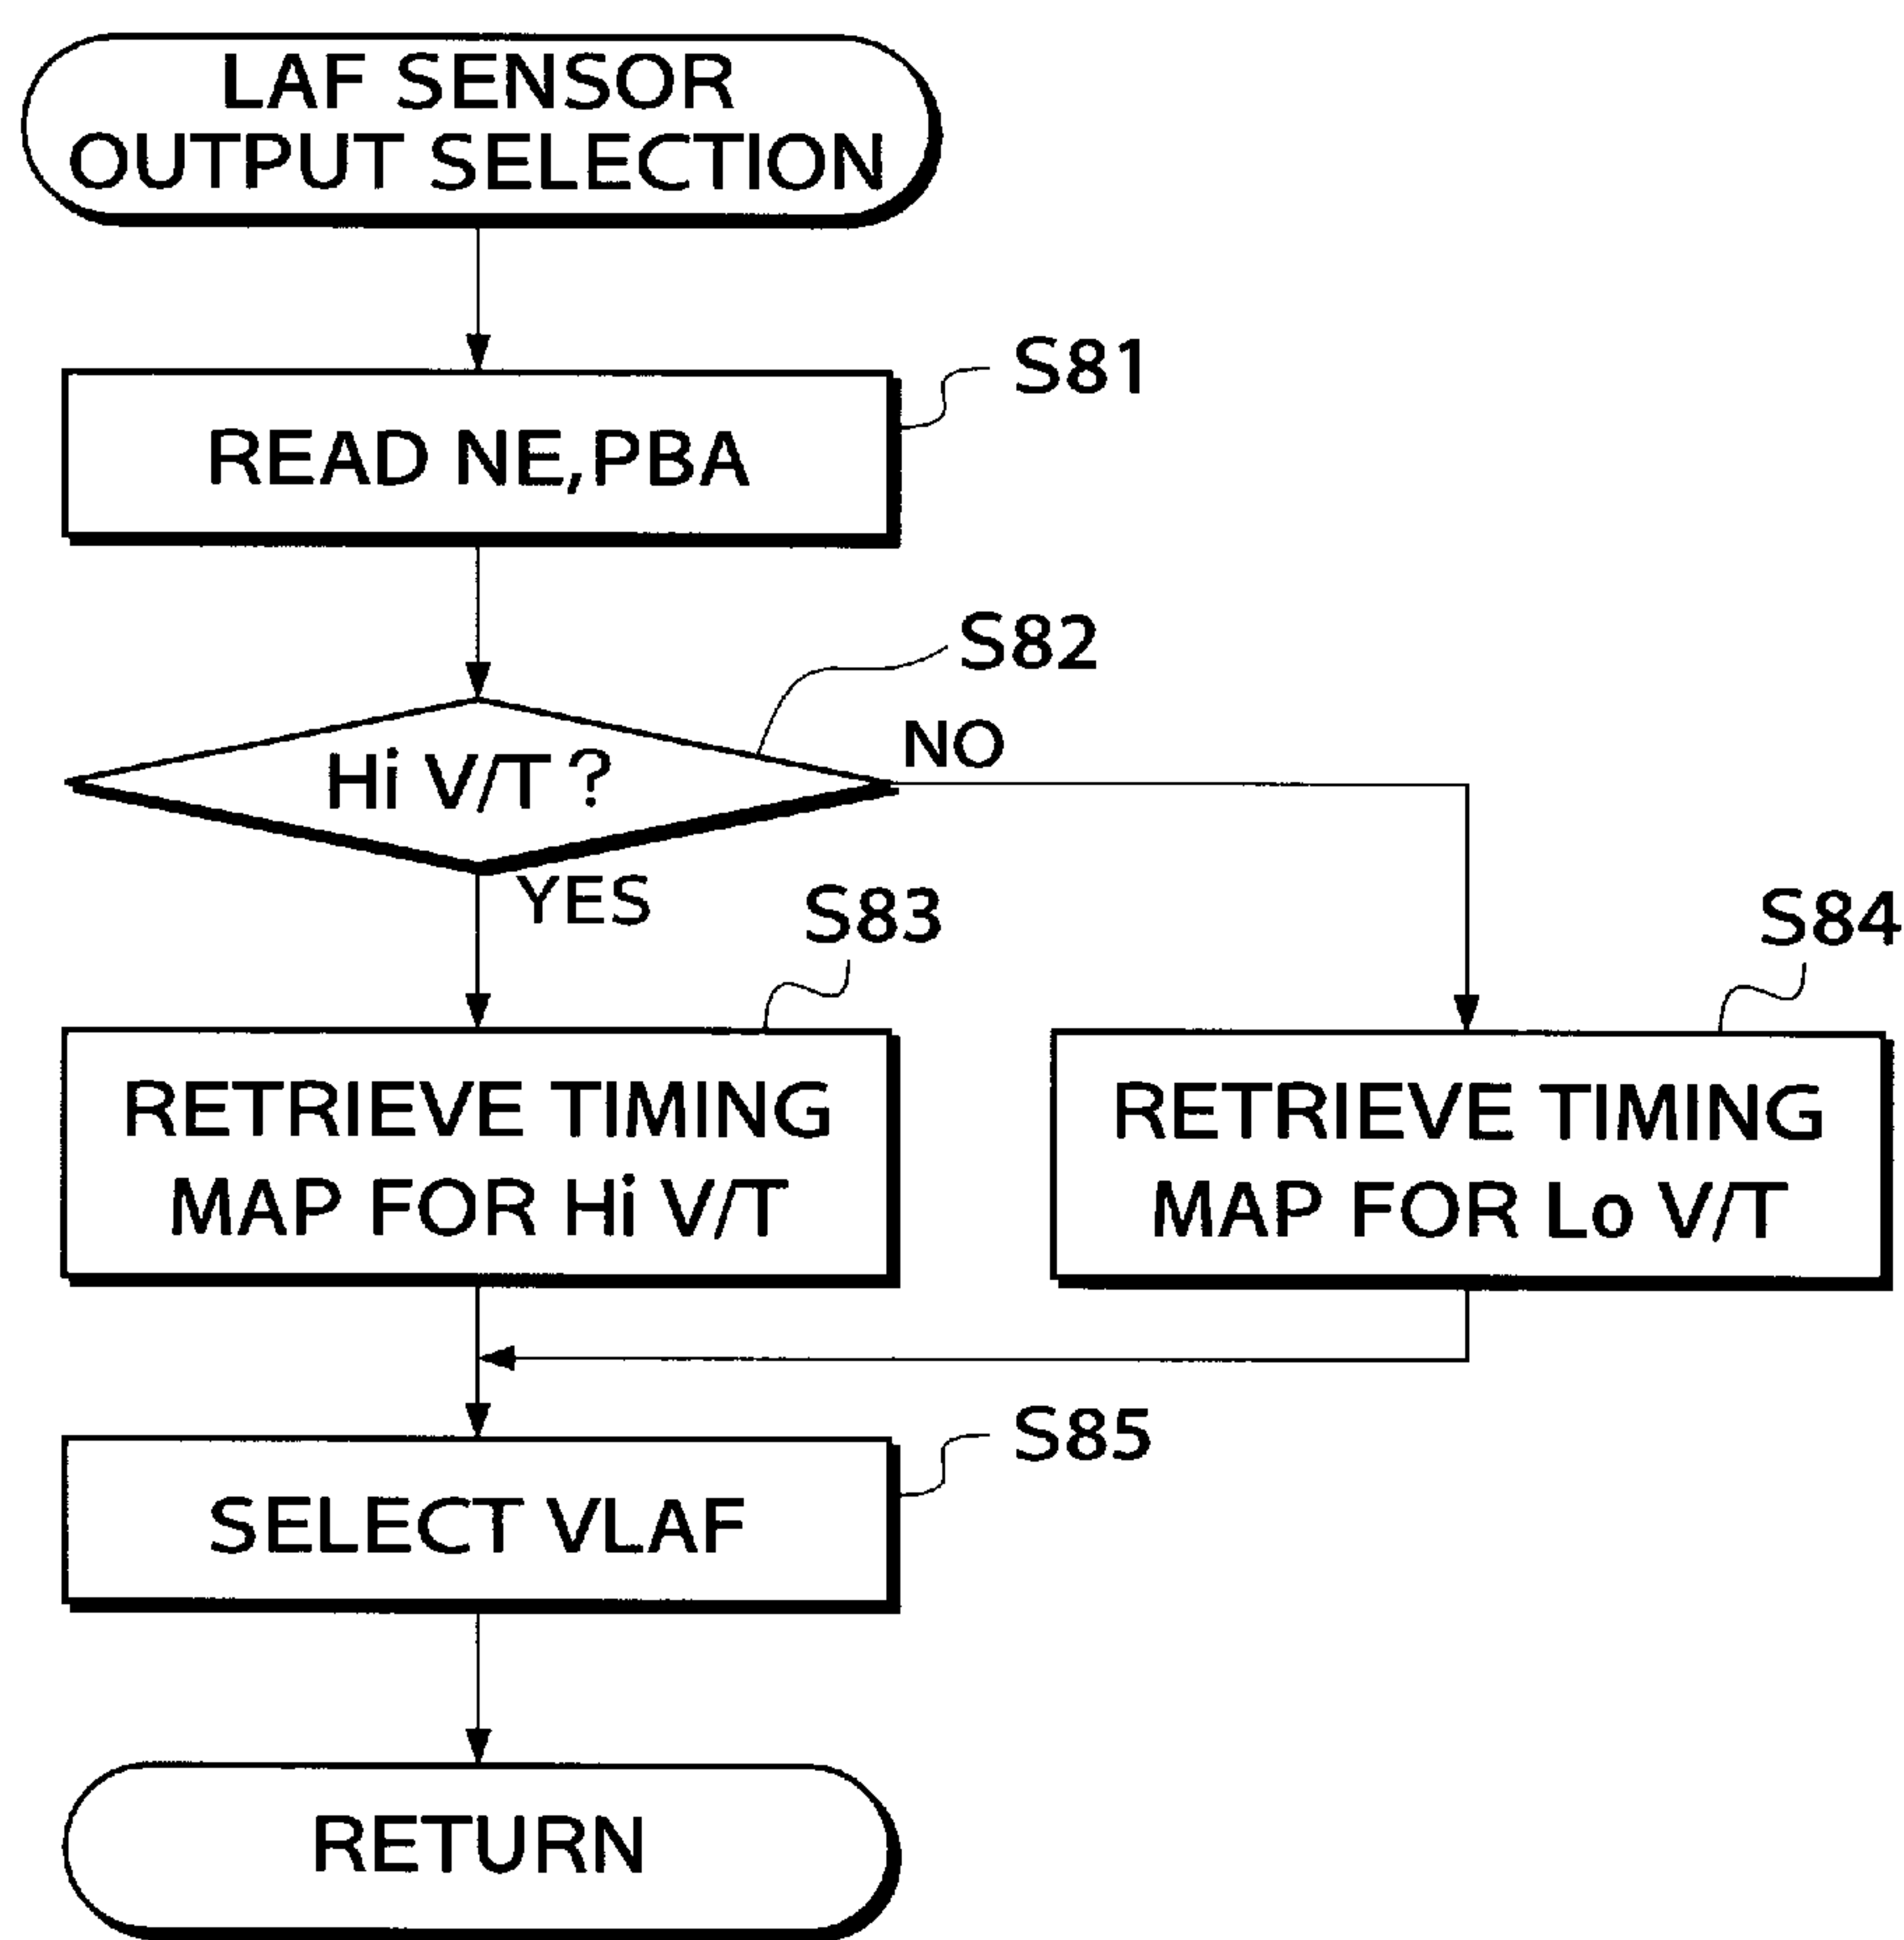 LAF SENSOR
OUTPUT SELECTION
S81
READ NE,PBA
S82
Hi V/T ?
NO
YES
S83
RETRIEVE TIMING
MAP FOR Hi V/T
S84
RETRIEVE TIMING
MAP FOR Lo V/T
S85
SELECT VLAF
RETURN